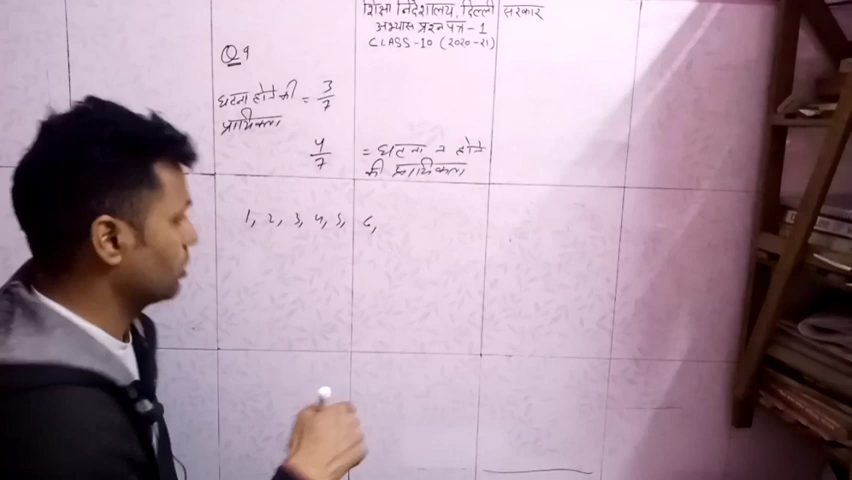 शिक्षा निदेशालय, दिल्ली सरकार
अभ्यास प्रश्न पत्र - 1
CLASS-10 (2020-21)
Q 9
घटना होने की = 3/7
प्रायिकता
4/7 = घटना न होने
की प्रायिकता
1, 2, 3, 4, 5, 6,